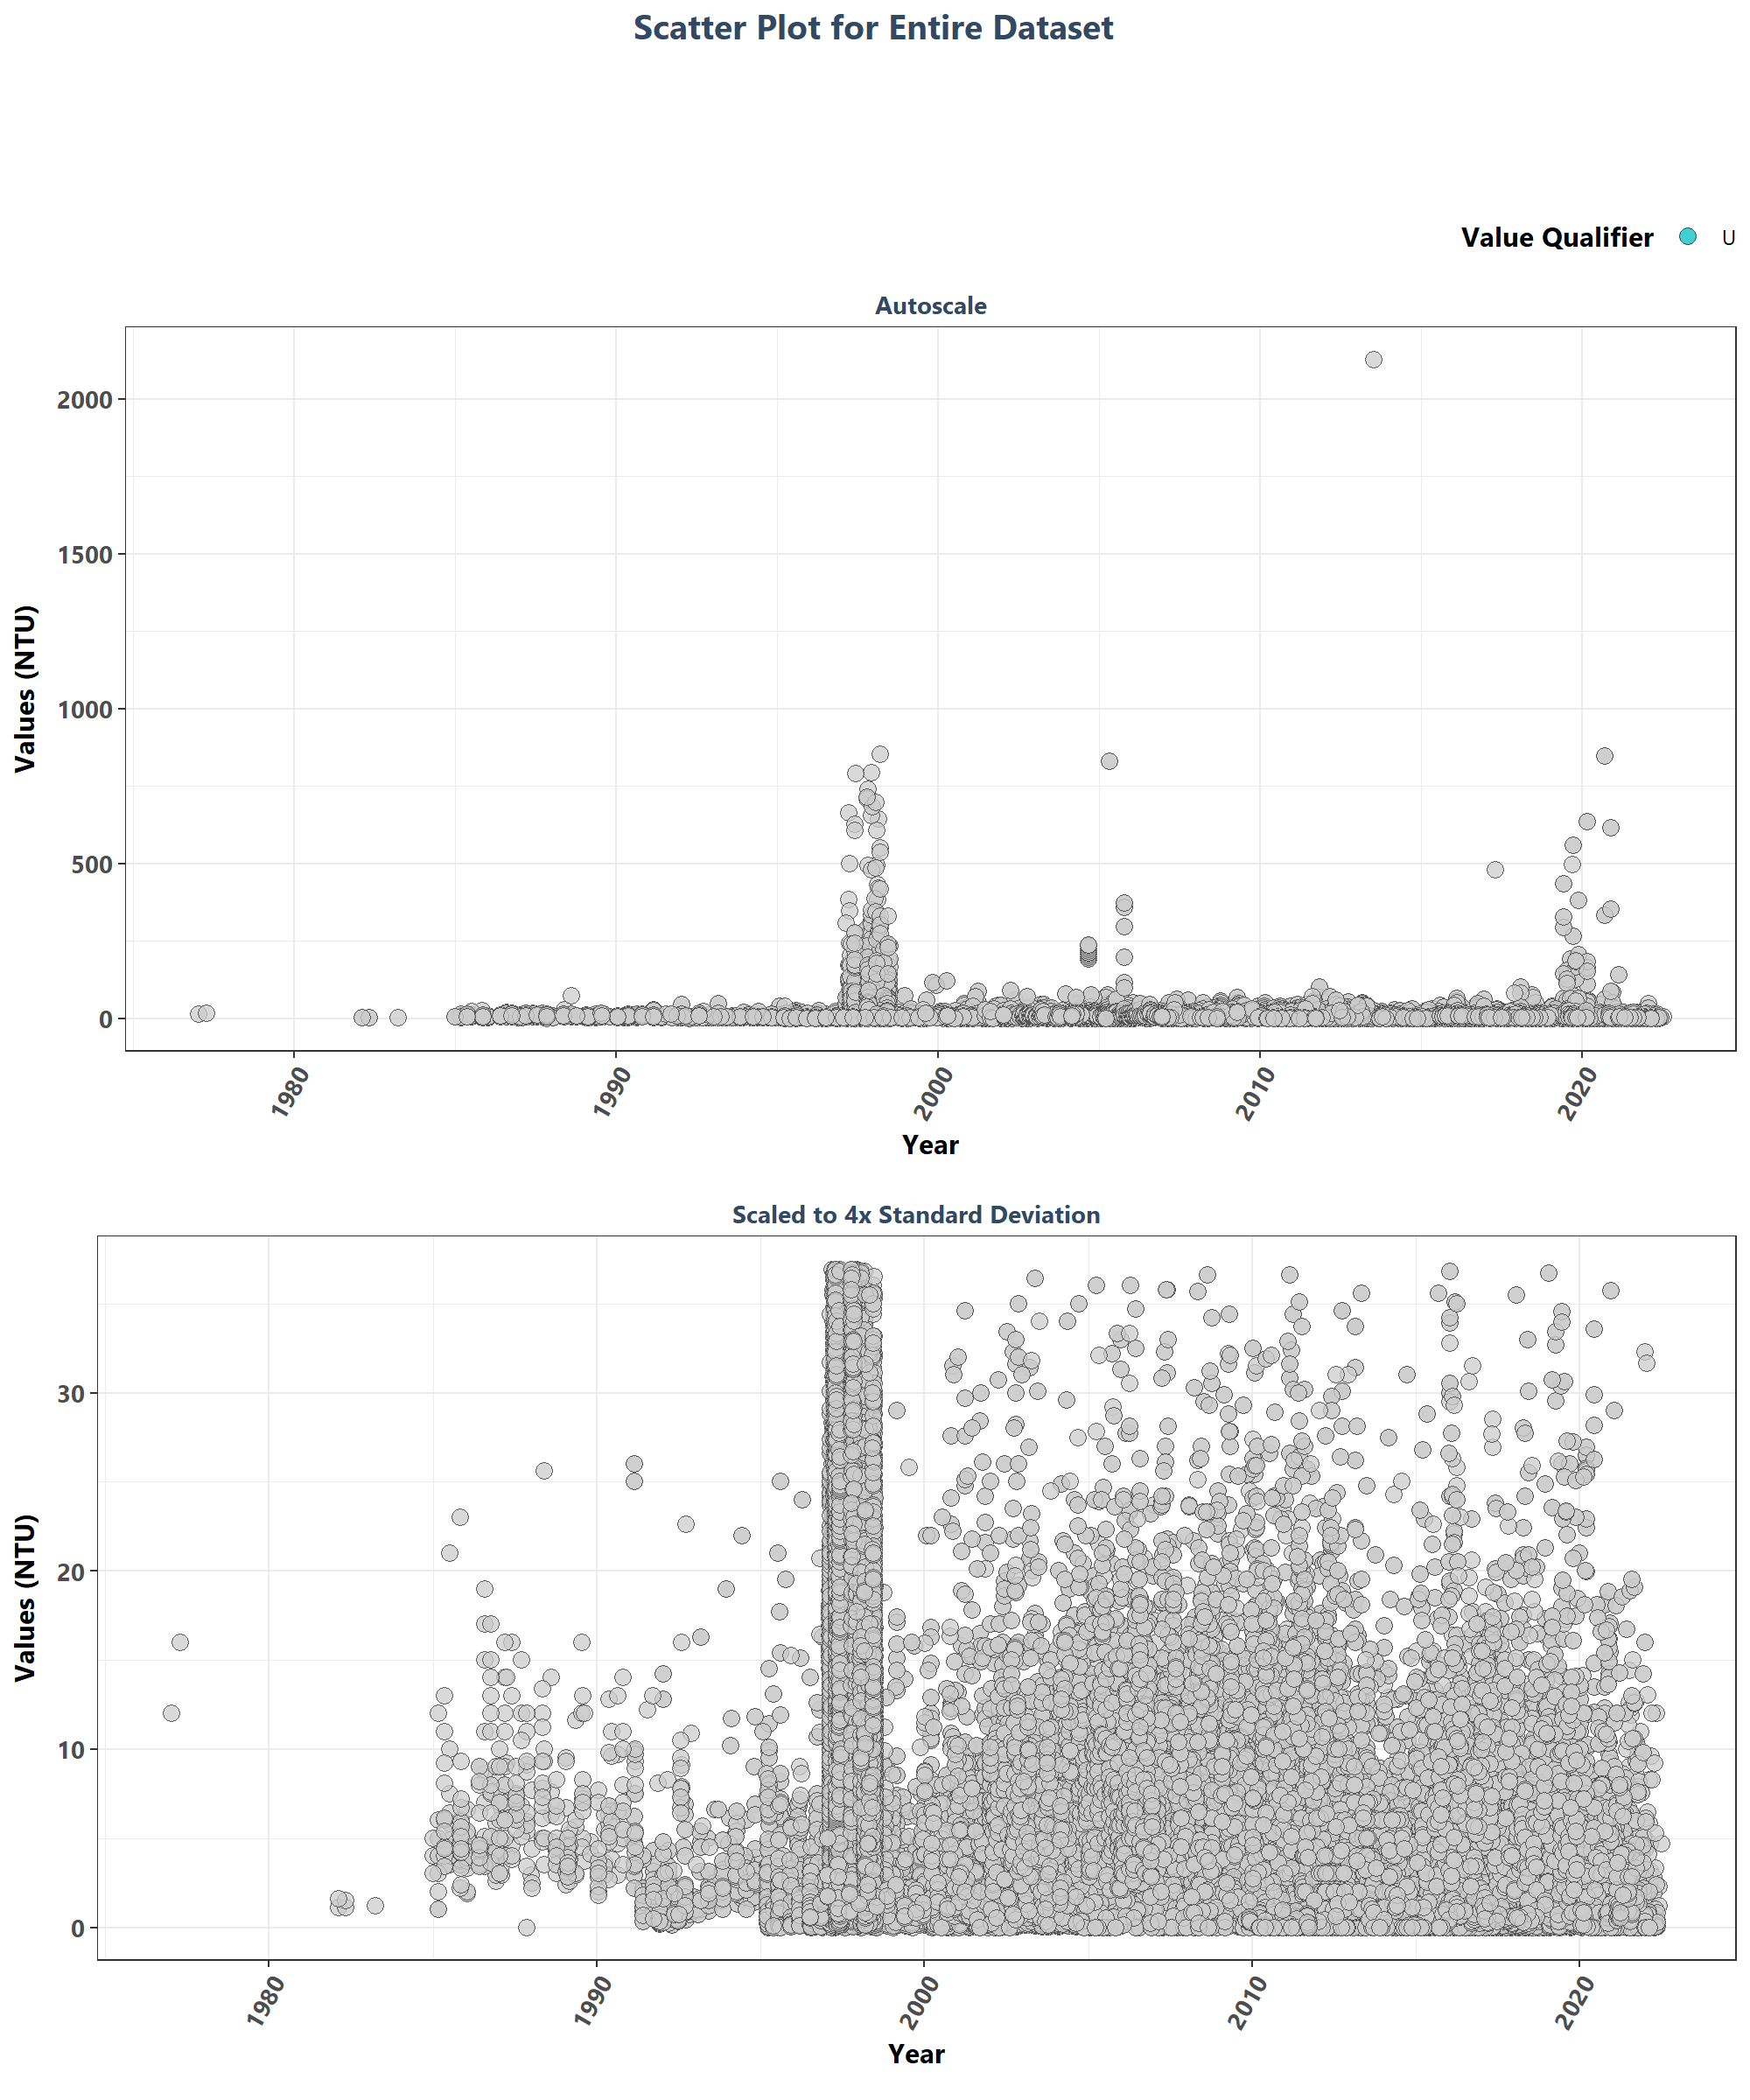 Scatter Plot for Entire Dataset
Value Qualifier U
Autoscale
Values (NTU)
2000
1500
1000
500
0
1980 1990 2000 2010 2020
Year
Scaled to 4x Standard Deviation
Values (NTU)
30
20
10
0
1980 1990 2000 2010 2020
Year